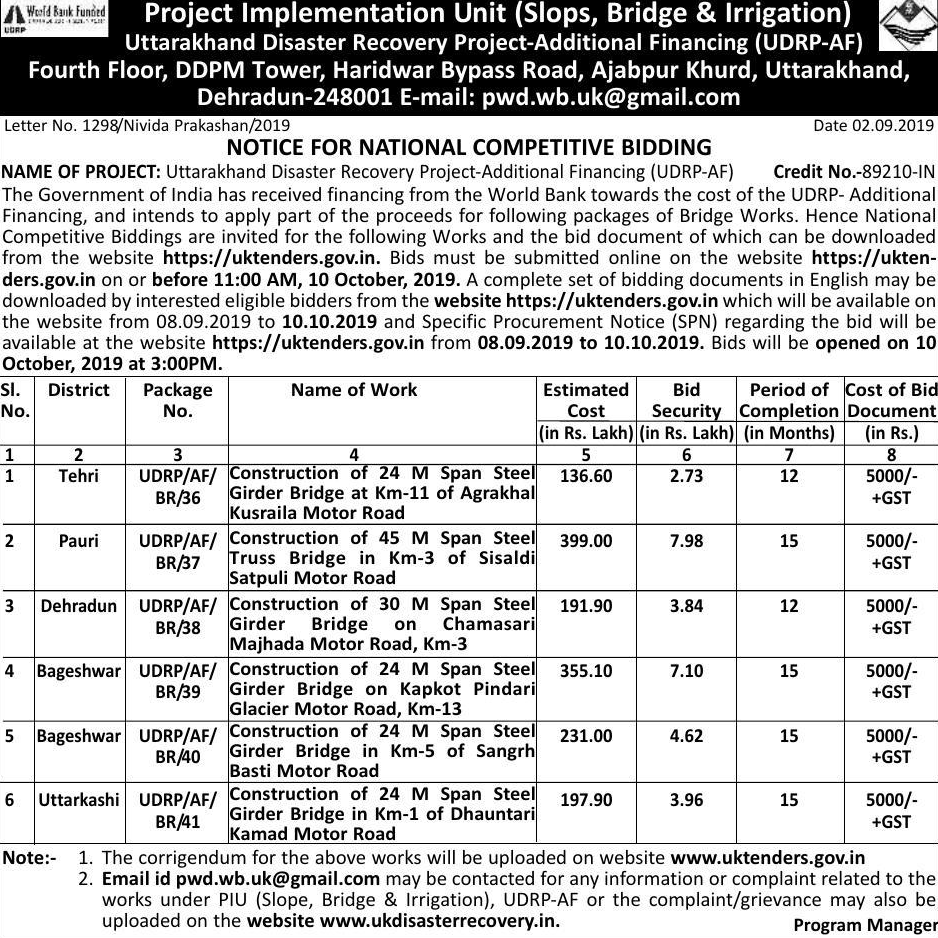 World Bank Funded
UDRP
Project Implementation Unit (Slops, Bridge & Irrigation)
Uttarakhand Disaster Recovery Project-Additional Financing (UDRP-AF)
Fourth Floor, DDPM Tower, Haridwar Bypass Road, Ajabpur Khurd, Uttarakhand,
Dehradun-248001 E-mail: pwd.wb.uk@gmail.com
Letter No. 1298/Nivida Prakashan/2019 Date 02.09.2019
NOTICE FOR NATIONAL COMPETITIVE BIDDING
NAME OF PROJECT: Uttarakhand Disaster Recovery Project-Additional Financing (UDRP-AF) Credit No.-89210-IN
The Government of India has received financing from the World Bank towards the cost of the UDRP- Additional
Financing, and intends to apply part of the proceeds for following packages of Bridge Works. Hence National
Competitive Biddings are invited for the following Works and the bid document of which can be downloaded
from the website https://uktenders.gov.in. Bids must be submitted online on the website https://ukten-
ders.gov.in on or before 11:00 AM, 10 October, 2019. A complete set of bidding documents in English may be
downloaded by interested eligible bidders from the website https://uktenders.gov.in which will be available on
the website from 08.09.2019 to 10.10.2019 and Specific Procurement Notice (SPN) regarding the bid will be
available at the website https://uktenders.gov.in from 08.09.2019 to 10.10.2019. Bids will be opened on 10
October, 2019 at 3:00PM.
Sl. District Package Name of Work Estimated Bid Period of Cost of Bid
No. No. Cost Security Completion Document
(in Rs. Lakh) (in Rs. Lakh) (in Months) (in Rs.)
1 2 3 4 5 6 7 8
1 Tehri UDRP/AF/ Construction of 24 M Span Steel 136.60 2.73 12 5000/-
BR/36 Girder Bridge at Km-11 of Agrakhal +GST
Kusraila Motor Road
2 Pauri UDRP/AF/ Construction of 45 M Span Steel 399.00 7.98 15 5000/-
BR/37 Truss Bridge in Km-3 of Sisaldi +GST
Satpuli Motor Road
3 Dehradun UDRP/AF/ Construction of 30 M Span Steel 191.90 3.84 12 5000/-
BR/38 Girder Bridge on Chamasari +GST
Majhada Motor Road, Km-3
4 Bageshwar UDRP/AF/ Construction of 24 M Span Steel 355.10 7.10 15 5000/-
BR/39 Girder Bridge on Kapkot Pindari +GST
Glacier Motor Road, Km-13
5 Bageshwar UDRP/AF/ Construction of 24 M Span Steel 231.00 4.62 15 5000/-
BR/40 Girder Bridge in Km-5 of Sangrh +GST
Basti Motor Road
6 Uttarkashi UDRP/AF/ Construction of 24 M Span Steel 197.90 3.96 15 5000/-
BR/41 Girder Bridge in Km-1 of Dhauntari +GST
Kamad Motor Road
Note:- 1. The corrigendum for the above works will be uploaded on website www.uktenders.gov.in
2. Email id pwd.wb.uk@gmail.com may be contacted for any information or complaint related to the
works under PIU (Slope, Bridge & Irrigation), UDRP-AF or the complaint/grievance may also be
uploaded on the website www.ukdisasterrecovery.in. Program Manager